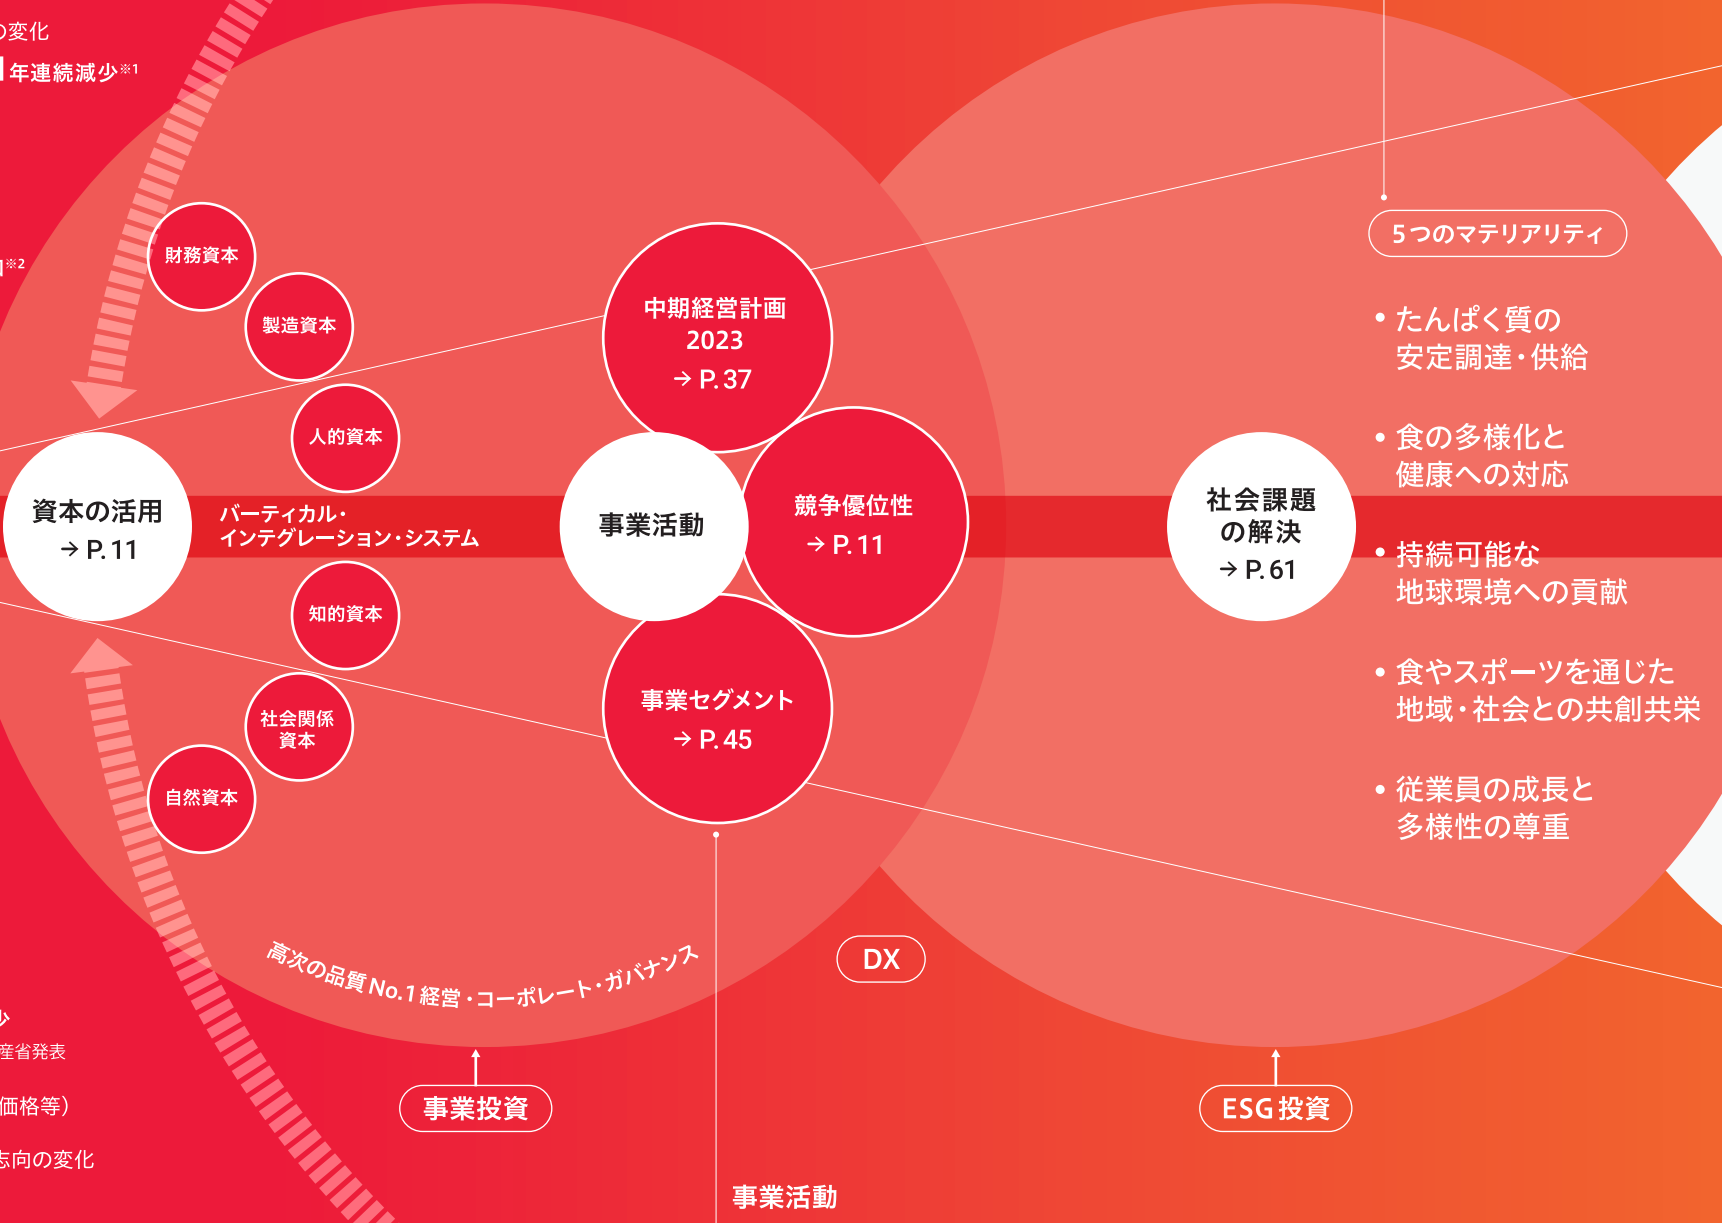 の変化
1年連続減少※1
※2
財務資本
製造資本
人的資本
資本の活用
→ P.11
バーティカル・
インテグレーション・システム
知的資本
社会関係
資本
自然資本
中期経営計画
2023
→ P.37
事業活動
競争優位性
→ P.11
事業セグメント
→ P.45
社会課題
の解決
→ P.61
5つのマテリアリティ
• たんぱく質の
安定調達・供給
• 食の多様化と
健康への対応
• 持続可能な
地球環境への貢献
• 食やスポーツを通じた
地域・社会との共創共栄
• 従業員の成長と
多様性の尊重
高次の品質No.1経営・コーポレート・ガバナンス
DX
事業投資
ESG投資
事業活動
少
産省発表
価格等）
志向の変化